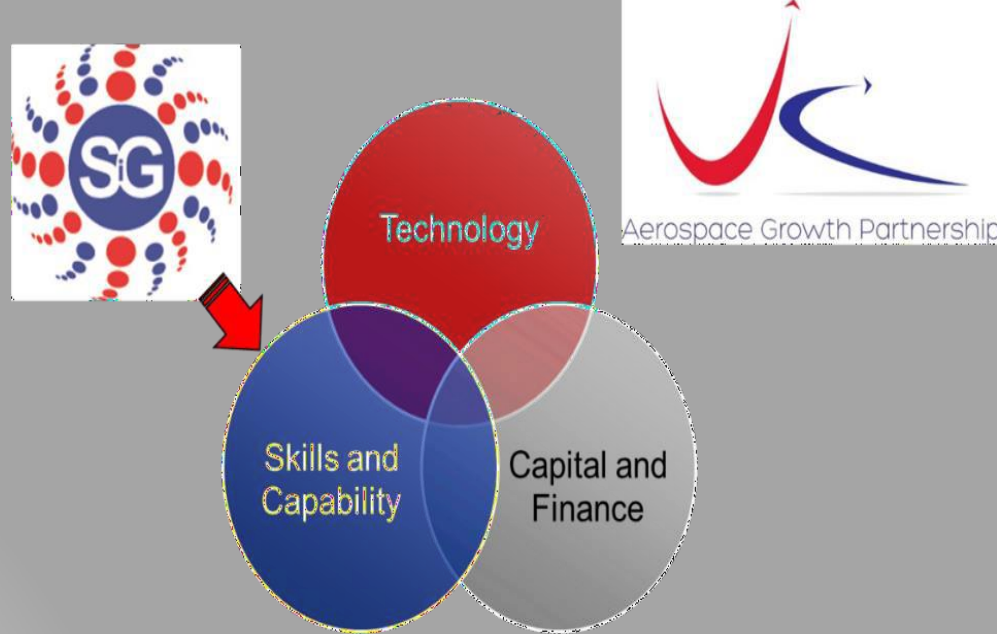 SiG
Aerospace Growth Partnership
Technology
Skills and
Capability
Capital and
Finance